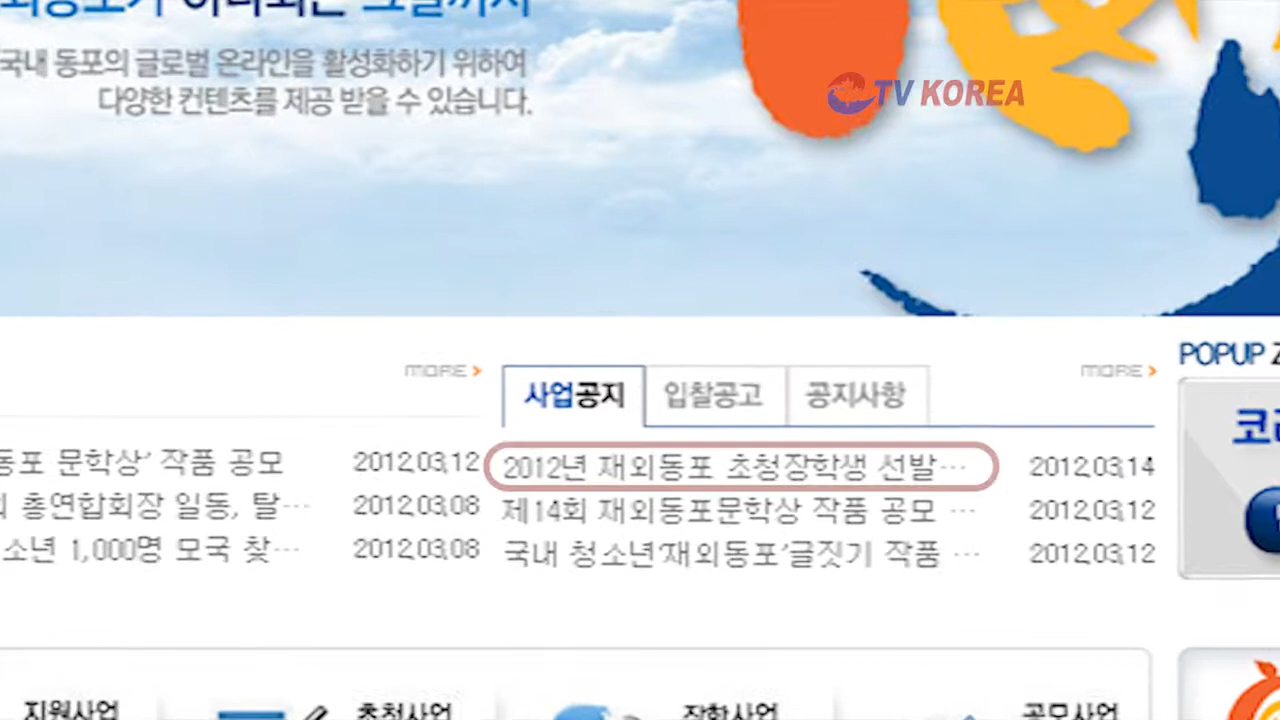 국내 동포의 글로벌 온라인을 활성화하기 위하여
다양한 컨텐츠를 제공 받을 수 있습니다.
TV KOREA
MORE
동포 문학상' 작품 공모 2012.03.12
총연합회장 일동, 탈… 2012.03.08
소년 1,000명 모국 찾… 2012.03.08
사업공지 입찰공고 공지사항 MORE
2012년 재외동포 초청장학생 선발… 2012.03.14
제14회 재외동포문학상 작품 공모 … 2012.03.12
국내 청소년'재외동포'글짓기 작품 … 2012.03.12
POPUP
지원사업 초청사업 장학사업 공모사업